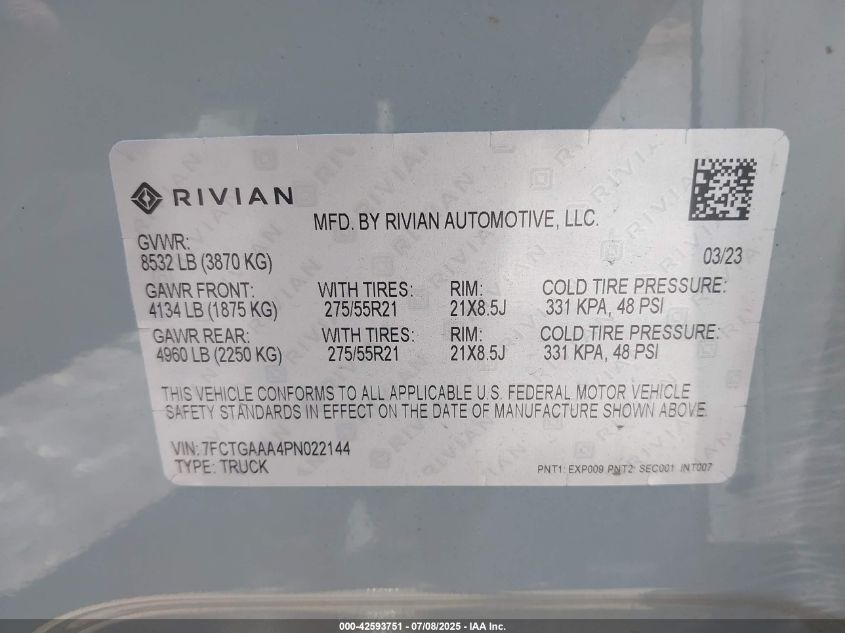 RIVIAN
MFD. BY RIVIAN AUTOMOTIVE, LLC.
GVWR:
8532 LB (3870 KG)
03/23
GAWR FRONT: WITH TIRES: RIM: COLD TIRE PRESSURE:
4134 LB (1875 KG) 275/55R21 21X8.5J 331 KPA, 48 PSI
GAWR REAR: WITH TIRES: RIM: COLD TIRE PRESSURE:
4960 LB (2250 KG) 275/55R21 21X8.5J 331 KPA, 48 PSI
THIS VEHICLE CONFORMS TO ALL APPLICABLE U.S. FEDERAL MOTOR VEHICLE
SAFETY STANDARDS IN EFFECT ON THE DATE OF MANUFACTURE SHOWN ABOVE.
VIN: 7FCTGAAA4PN022144
TYPE: TRUCK
PNT1: EXP009 PNT2: SEC001 INT007
000-42593751 | 07/08/2025 - IAA Inc.